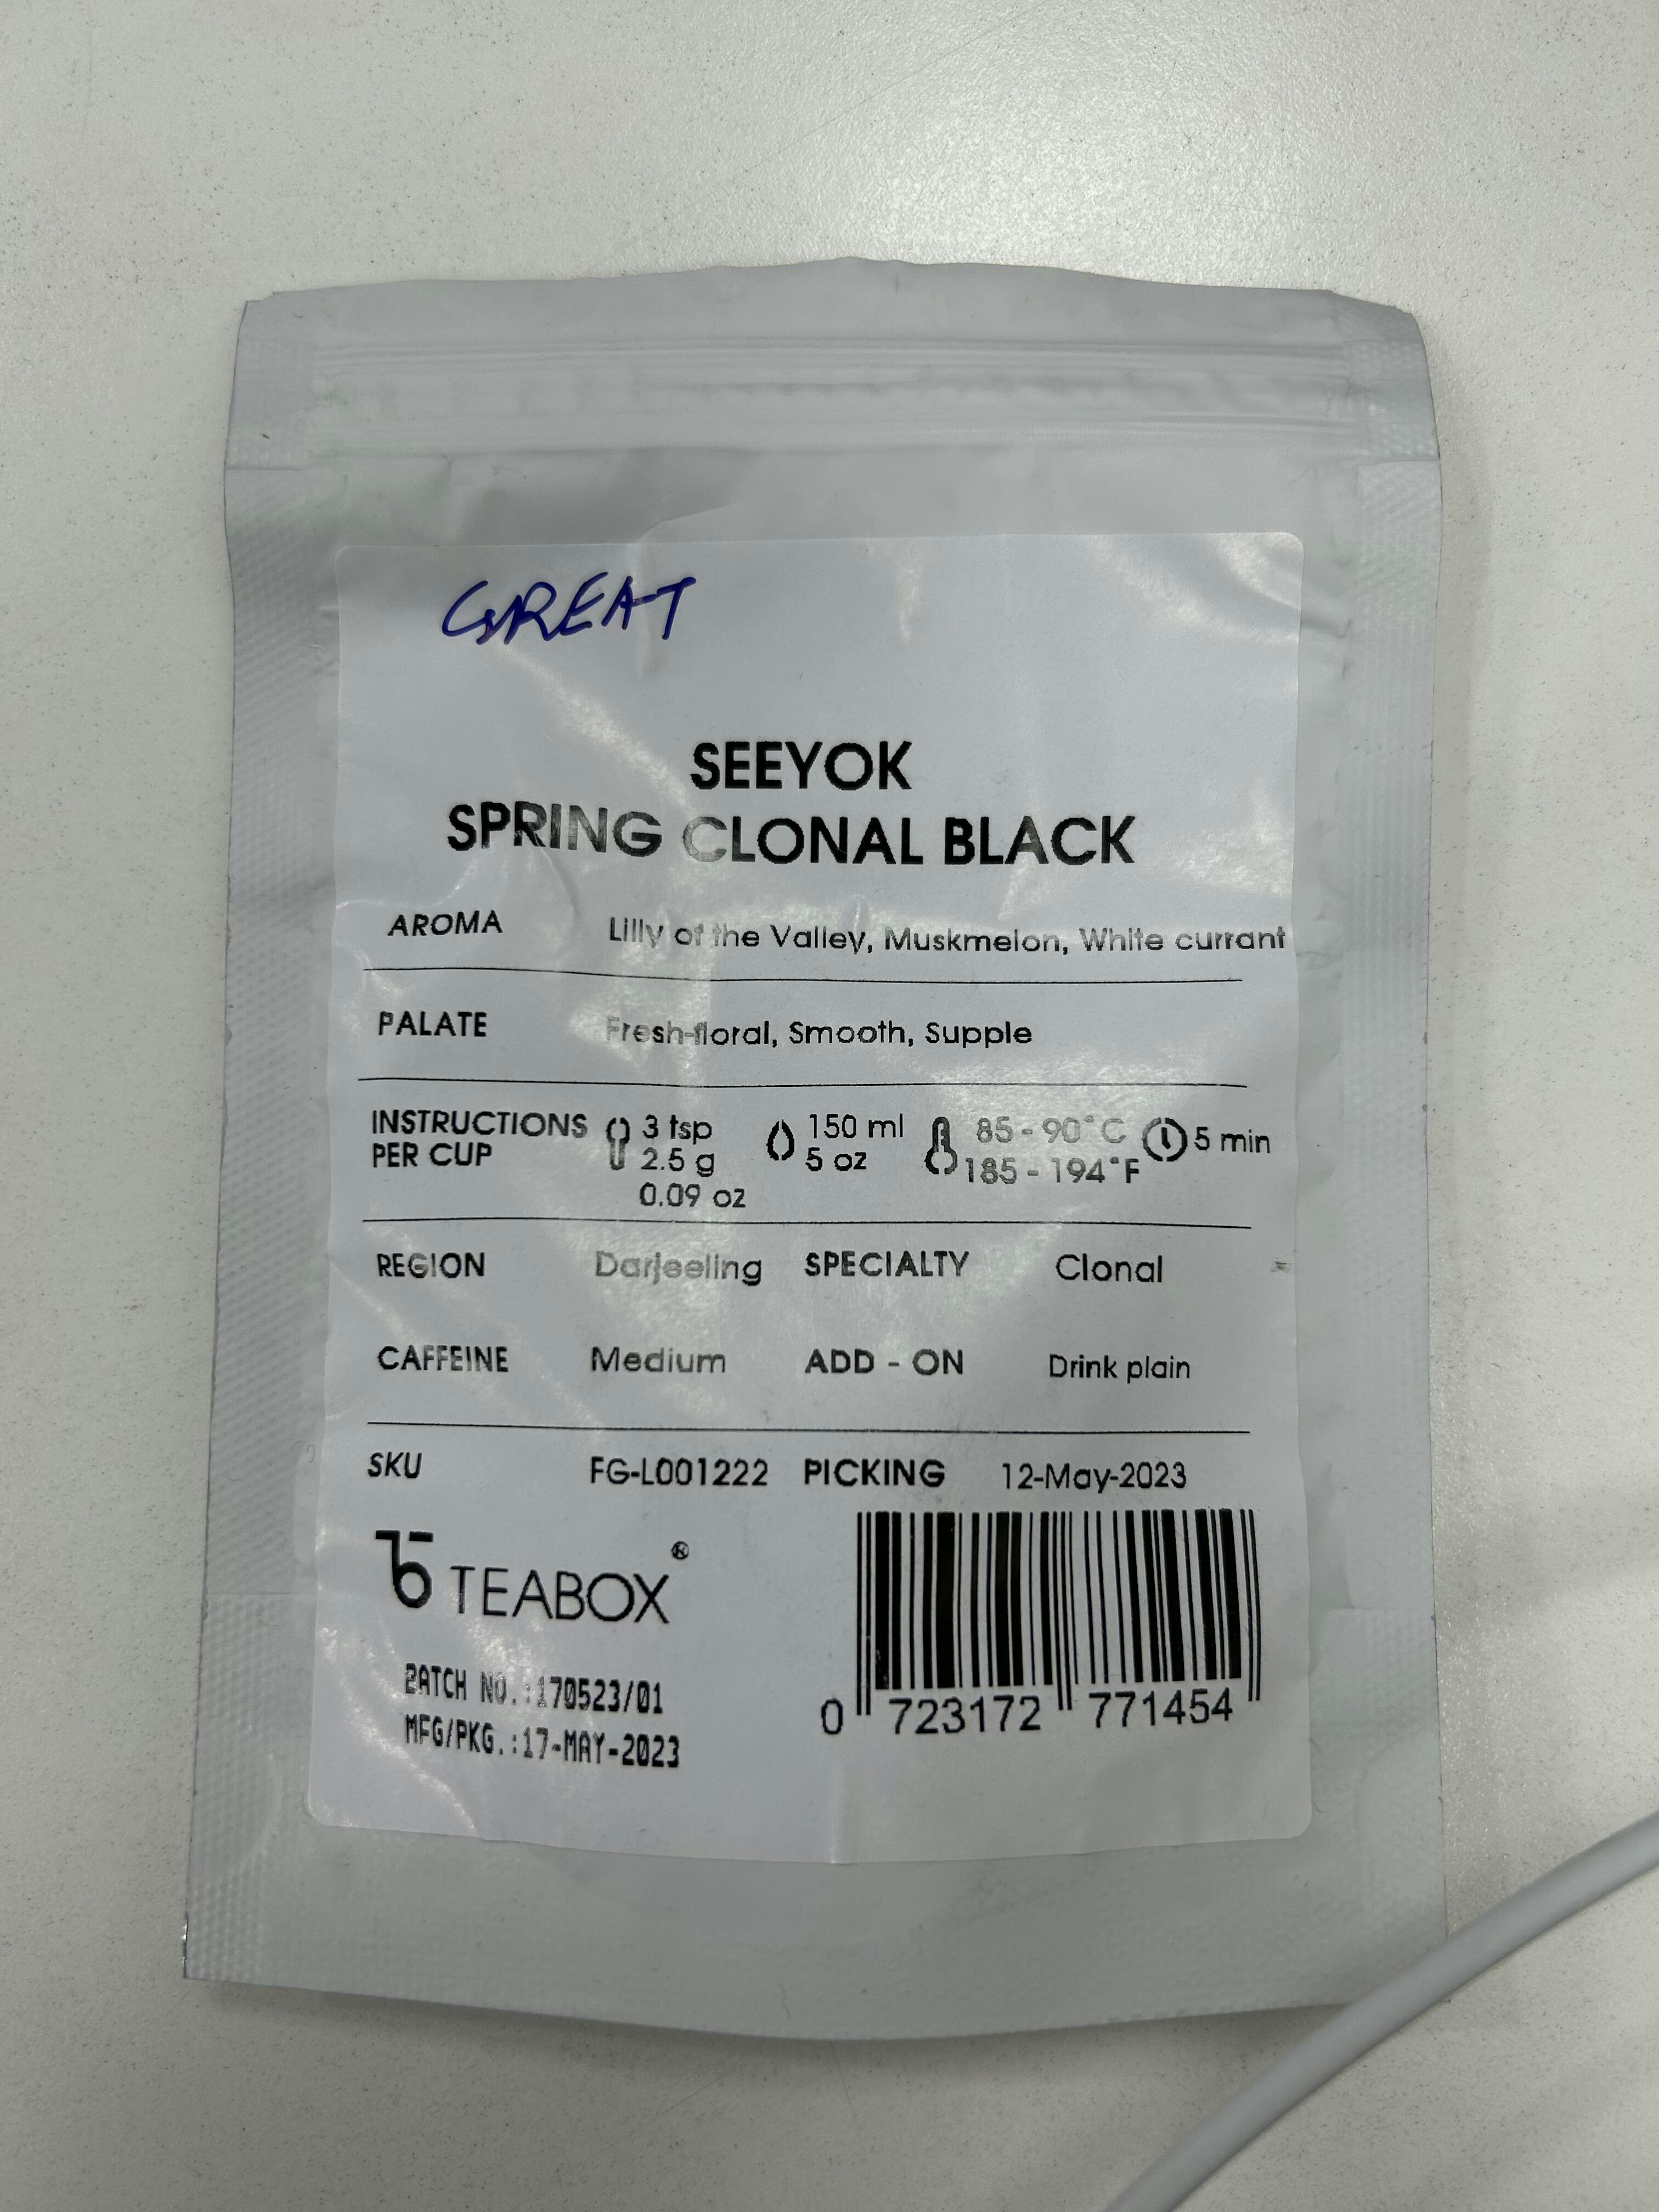 GREAT
SEEYOK
SPRING CLONAL BLACK
AROMA Lilly of the Valley, Muskmelon, White currant
PALATE Fresh-floral, Smooth, Supple
INSTRUCTIONS PER CUP
3 tsp
2.5 g
0.09 oz
150 ml
5 oz
85 - 90°C
185 - 194°F
5 min
REGION Darjeeling SPECIALTY Clonal
CAFFEINE Medium ADD - ON Drink plain
SKU FG-L001222 PICKING 12-May-2023
TEABOX®
BATCH NO.:170523/01
MFG/PKG.:17-MAY-2023
0 723172 771454